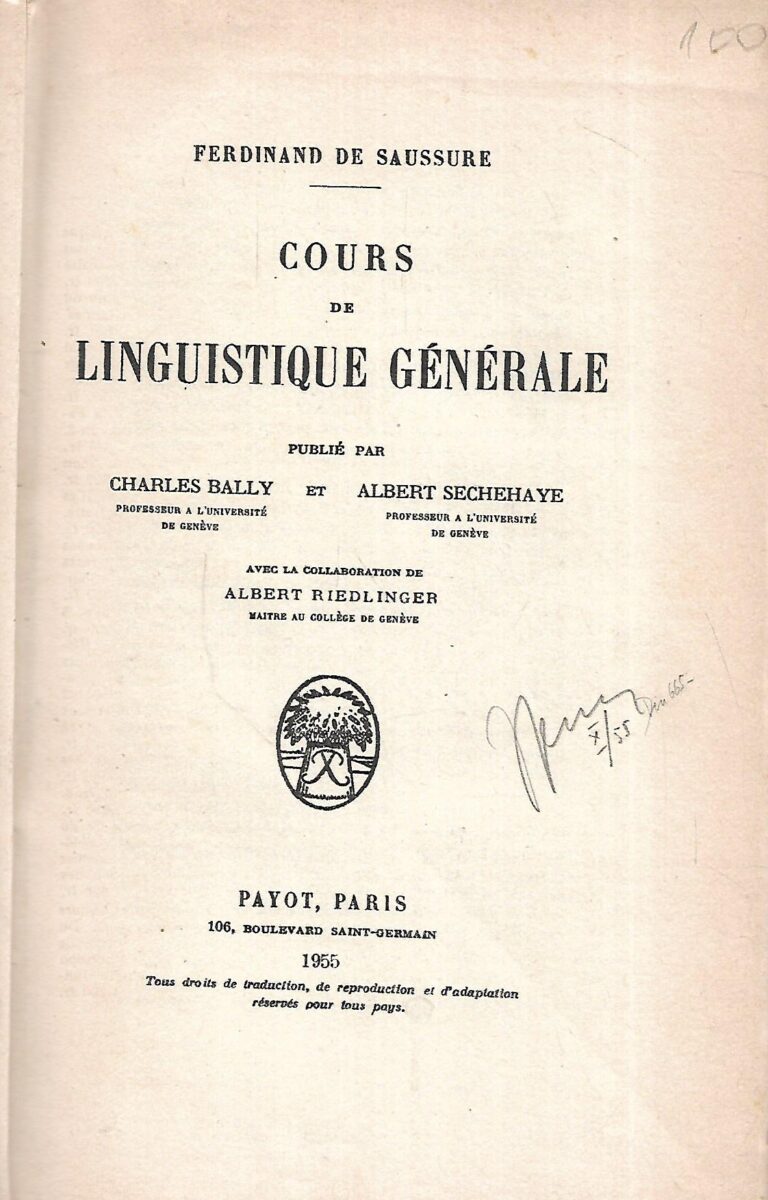 100
FERDINAND DE SAUSSURE
COURS
DE
LINGUISTIQUE GÉNÉRALE
PUBLIÉ PAR
CHARLES BALLY ET ALBERT SECHEHAYE
PROFESSEUR A L'UNIVERSITÉ
DE GENÈVE
PROFESSEUR A L'UNIVERSITÉ
DE GENÈVE
AVEC LA COLLABORATION DE
ALBERT RIEDLINGER
MAITRE AU COLLÈGE DE GENÈVE
X/55
PAYOT, PARIS
106, BOULEVARD SAINT-GERMAIN
1955
Tous droits de traduction, de reproduction et d'adaptation
réservés pour tous pays.